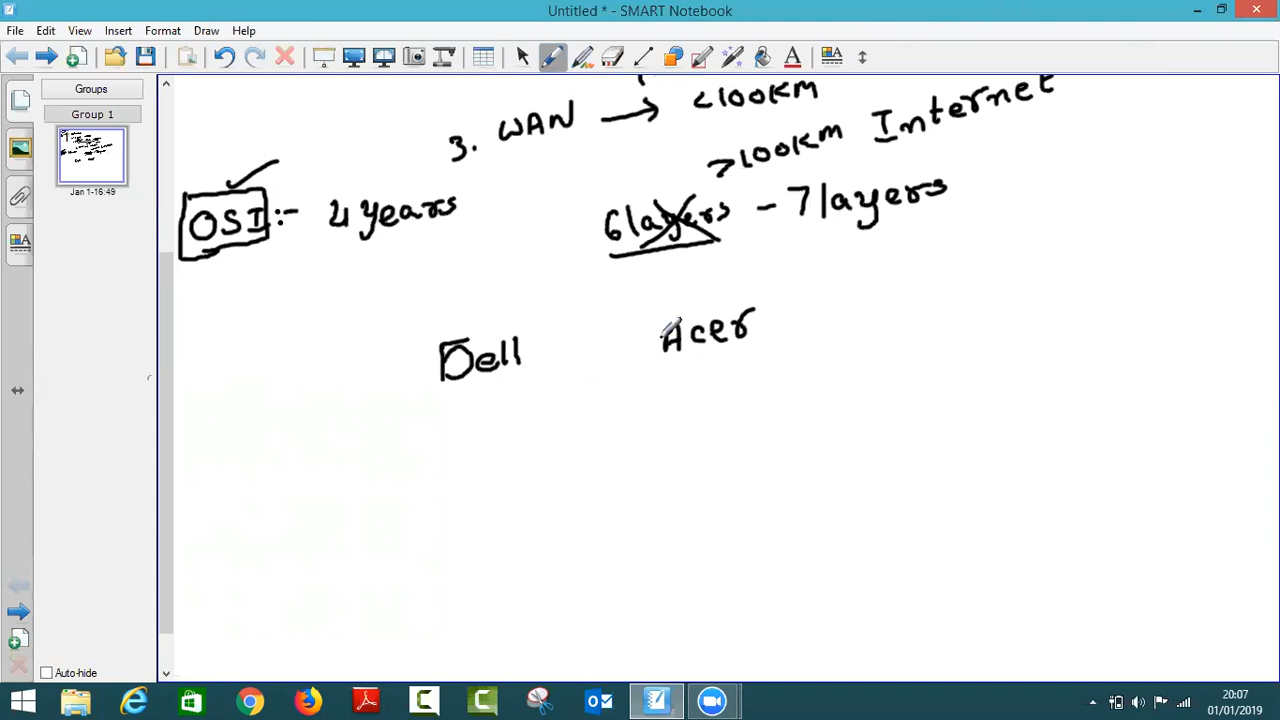 Untitled * - SMART Notebook
File Edit View Insert Format Draw Help
Groups
Group 1
Jan 1-16:49
<100KM
3. WAN → >100KM Internet
OSI :- 4 years 6 layers - 7 layers
Dell Acer
Auto-hide
20:07
01/01/2019